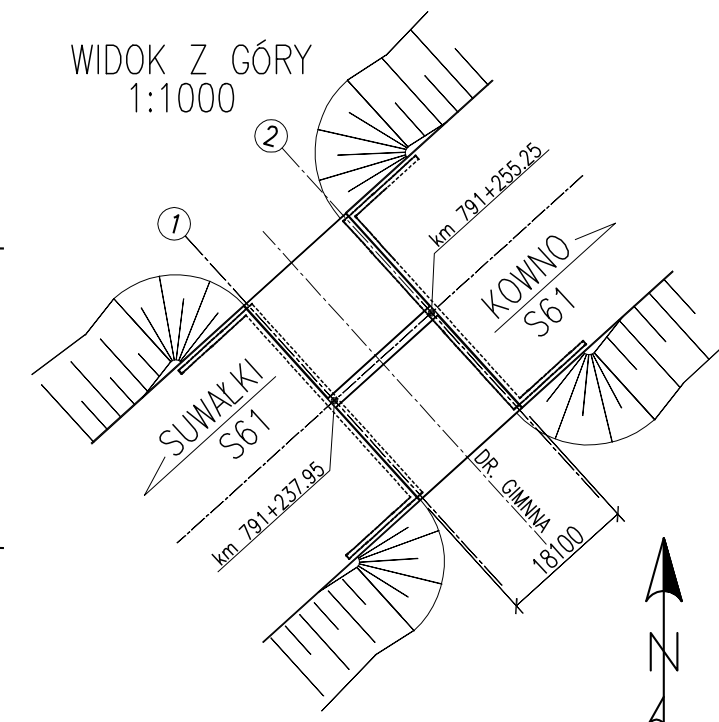 WIDOK Z GÓRY
1:1000
2
1
km 791+255.25
KOWNO
S61
SUWAŁKI
S61
km 791+237.95
DR. GIMNNA
18100
N